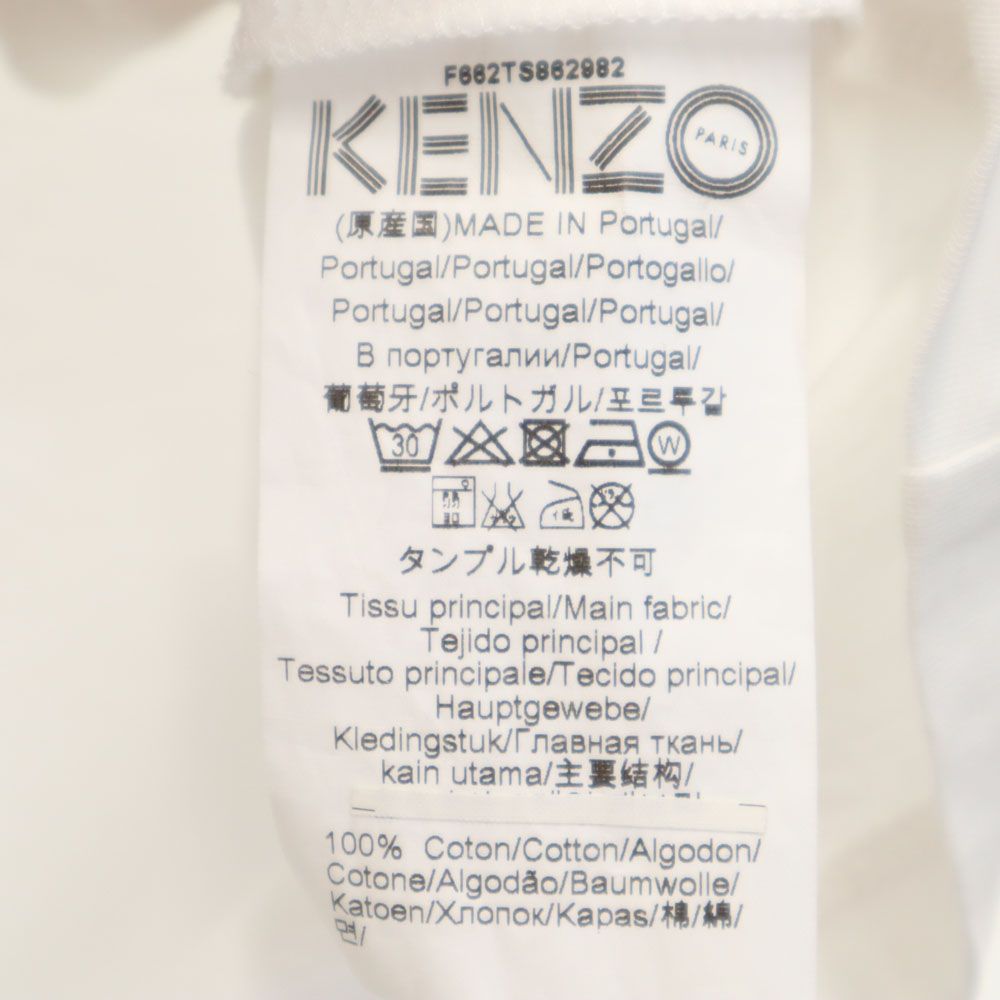 F662TS862982
KENZO PARIS
(原産国)MADE IN Portugal/
Portugal/Portugal/Portogallo/
Portugal/Portugal/Portugal/
В португалии/Portugal/
葡萄牙/ポルトガル/포르투갈
30 W
タンブル乾燥不可
Tissu principal/Main fabric/
Tejido principal /
Tessuto principale/Tecido principal/
Hauptgewebe/
Kledingstuk/Главная ткань/
kain utama/主要结构/
100% Coton/Cotton/Algodon/
Cotone/Algodão/Baumwolle/
Katoen/Хлопок/Kapas/棉/綿/
면/